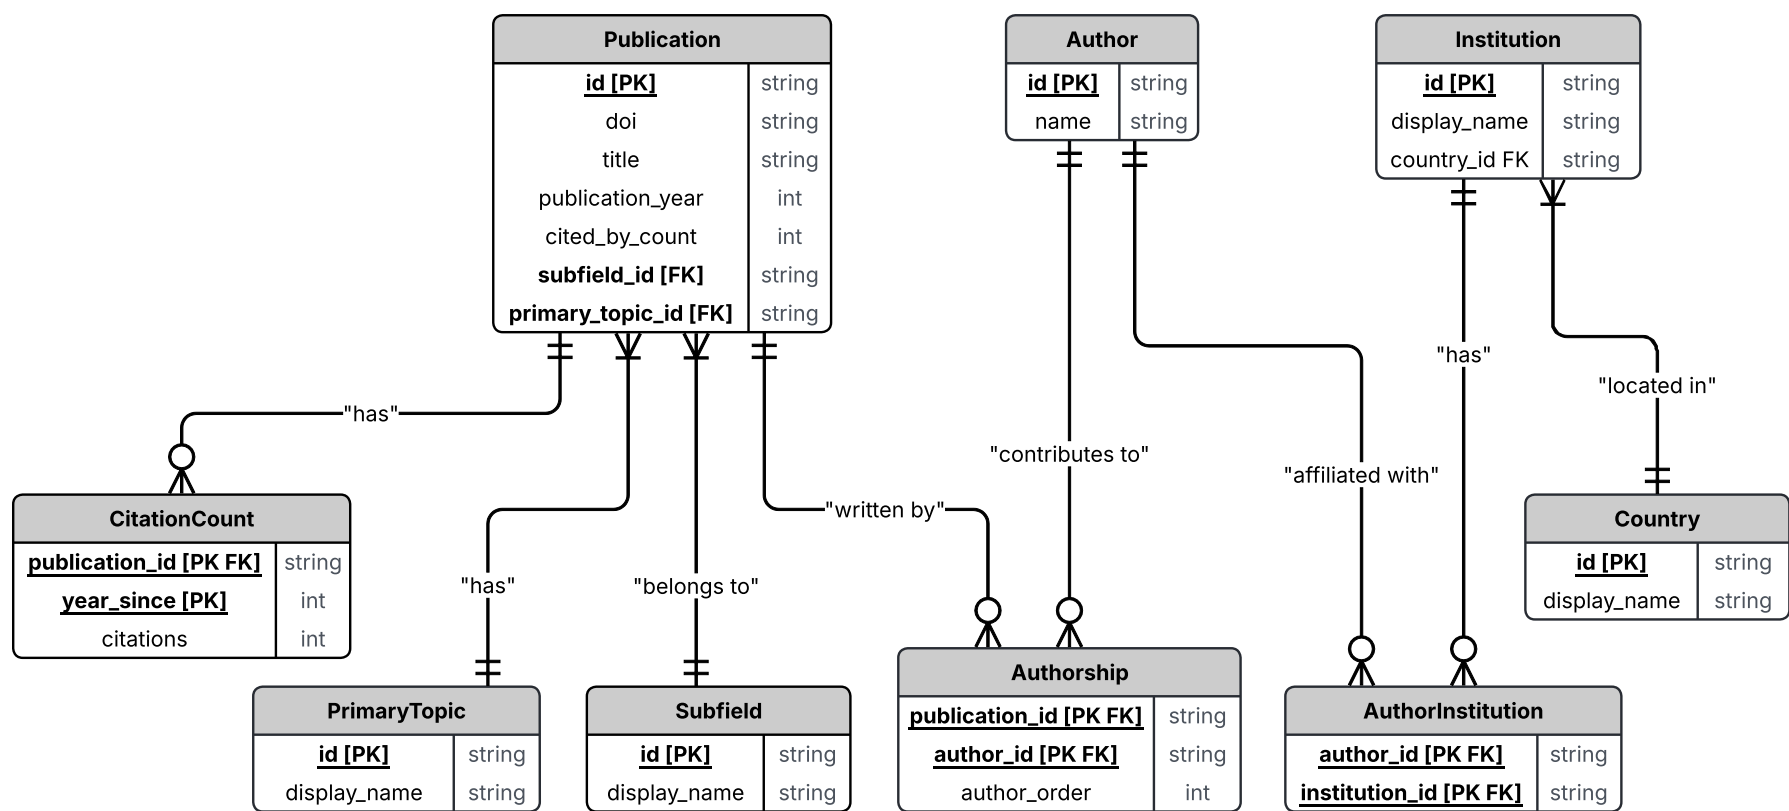 Publication
id [PK] string
doi string
title string
publication_year int
cited_by_count int
subfield_id [FK] string
primary_topic_id [FK] string
Author
id [PK] string
name string
Institution
id [PK] string
display_name string
country_id FK string
"has"
"has"
"belongs to"
"written by"
"contributes to"
"affiliated with"
"has"
"located in"
CitationCount
publication_id [PK FK] string
year_since [PK] int
citations int
PrimaryTopic
id [PK] string
display_name string
Subfield
id [PK] string
display_name string
Authorship
publication_id [PK FK] string
author_id [PK FK] string
author_order int
AuthorInstitution
author_id [PK FK] string
institution_id [PK FK] string
Country
id [PK] string
display_name string